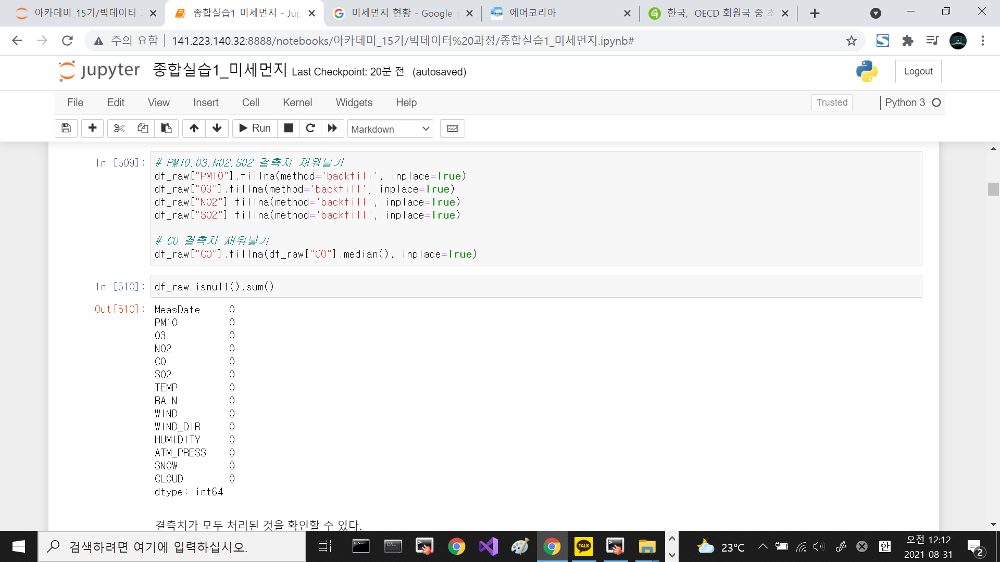 아카데미_15기/빅데이터
종합실습1_미세먼지 - Jup
미세먼지 현황 - Google
에어코리아
한국, OECD 회원국 중 초
주의 요함
141.223.140.32:8888/notebooks/아카데미_15기/빅데이터%20과정/종합실습1_미세먼지.ipynb#
jupyter 종합실습1_미세먼지 Last Checkpoint: 20분 전 (autosaved)
Logout
File Edit View Insert Cell Kernel Widgets Help
Trusted
Python 3
Run
Markdown
In [509]:
# PM10,O3,NO2,SO2 결측치 채워넣기
df_raw["PM10"].fillna(method='backfill', inplace=True)
df_raw["O3"].fillna(method='backfill', inplace=True)
df_raw["NO2"].fillna(method='backfill', inplace=True)
df_raw["SO2"].fillna(method='backfill', inplace=True)
# CO 결측치 재워넣기
df_raw["CO"].fillna(df_raw["CO"].median(), inplace=True)
In [510]:
df_raw.isnull().sum()
Out[510]:
MeasDate 0
PM10 0
O3 0
NO2 0
CO 0
SO2 0
TEMP 0
RAIN 0
WIND 0
WIND_DIR 0
HUMIDITY 0
ATM_PRESS 0
SNOW 0
CLOUD 0
dtype: int64
결측치가 모두 처리된 것을 확인할 수 있다.
검색하려면 여기에 입력하십시오.
TALK
23°C
한
오전 12:12
2021-08-31
2